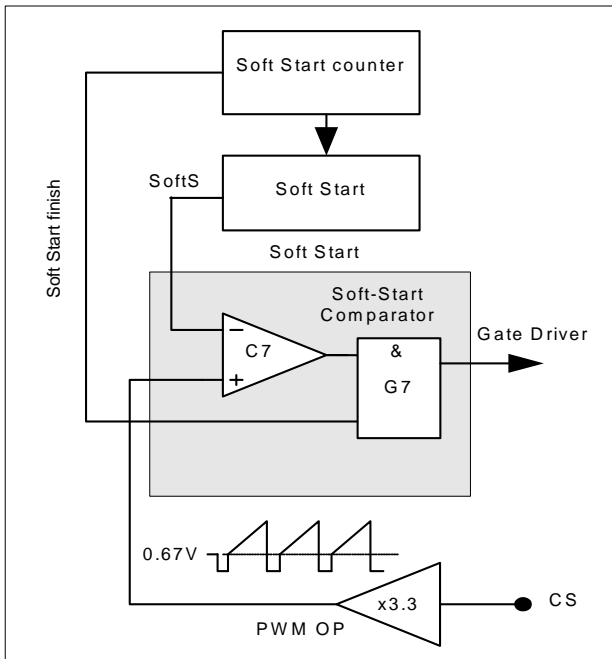 Soft Start counter
SoftS
Soft Start
Soft Start finish
Soft Start
Soft-Start
Comparator
Gate Driver
−
C7
+
&
G7
0.67V
x3.3
CS
PWM OP